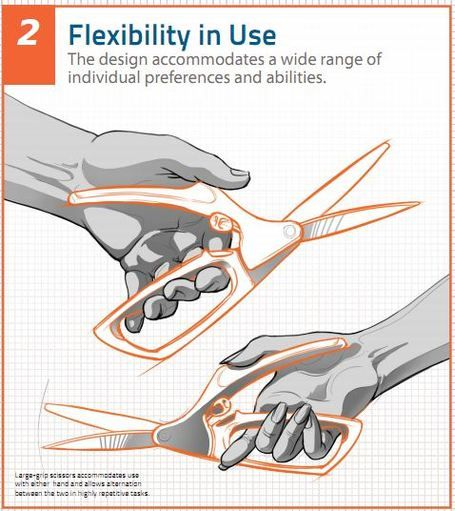 2
Flexibility in Use
The design accommodates a wide range of
individual preferences and abilities.
Large-grip scissors accommodates use
with either hand and allows alternation
between the two in highly repetitive tasks.